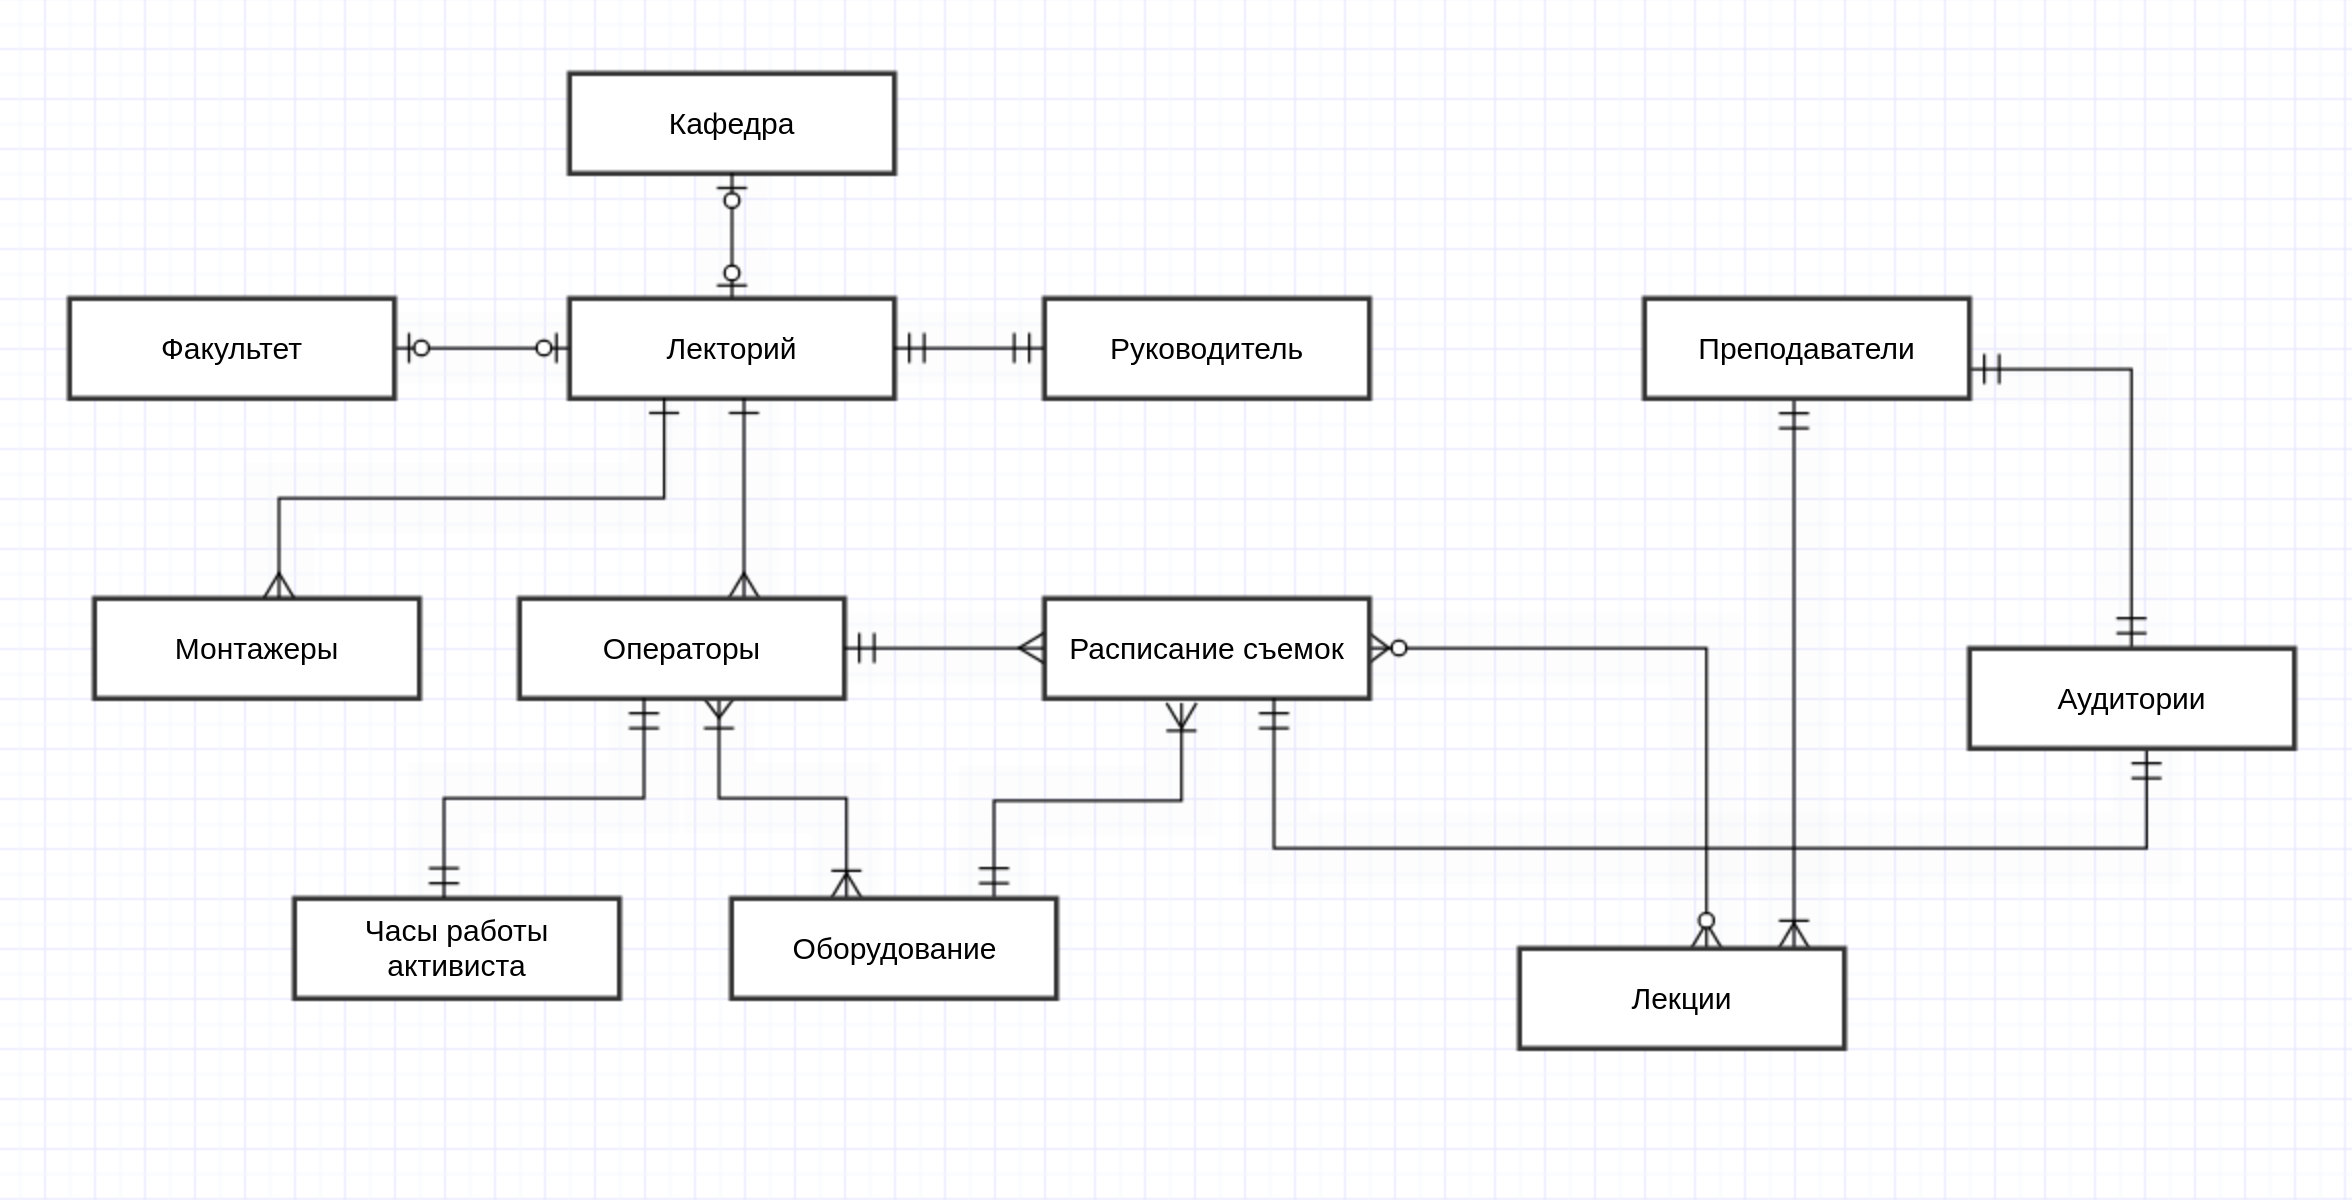 Кафедра
Факультет
Лекторий
Руководитель
Преподаватели
Монтажеры
Операторы
Расписание съемок
Аудитории
Часы работы
активиста
Оборудование
Лекции